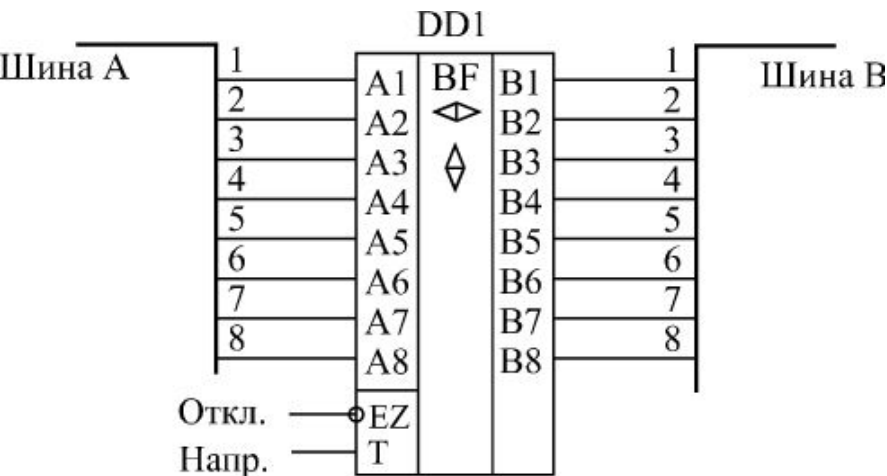 DD1
Шина А
Шина В
BF
1 A1 B1 1
2 A2 B2 2
3 A3 B3 3
4 A4 B4 4
5 A5 B5 5
6 A6 B6 6
7 A7 B7 7
8 A8 B8 8
Откл. EZ
Напр. T